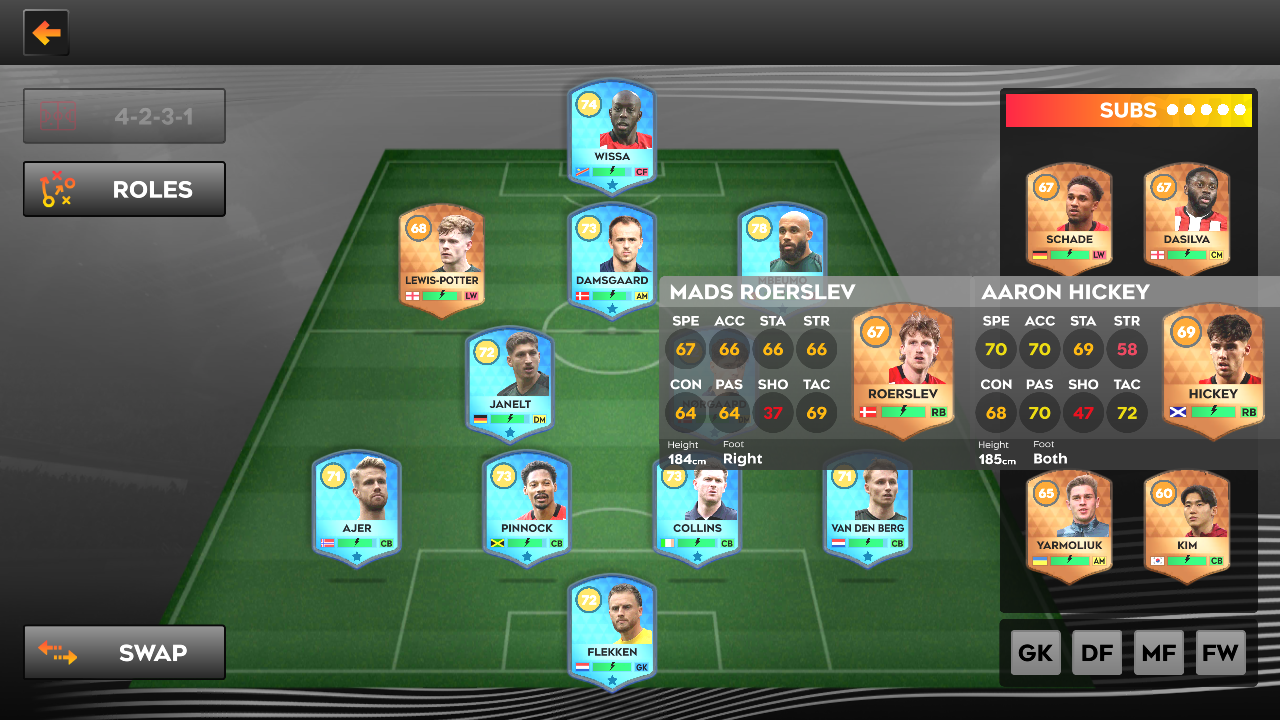 4-2-3-1
ROLES
SWAP
74
WISSA
CF
68
LEWIS-POTTER
LW
73
DAMSGAARD
AM
78
72
JANELT
DM
71
AJER
CB
73
PINNOCK
CB
73
COLLINS
CB
71
VAN DEN BERG
CB
72
FLEKKEN
GK
SUBS
67
SCHADE
LW
67
DASILVA
CM
MADS ROERSLEV
SPE ACC STA STR
67 66 66 66
CON PAS SHO TAC
64 64 37 69
Height Foot
184cm Right
67
ROERSLEV
RB
AARON HICKEY
SPE ACC STA STR
70 70 69 58
CON PAS SHO TAC
68 70 47 72
Height Foot
185cm Both
69
HICKEY
RB
65
YARMOLIUK
AM
60
KIM
CB
GK DF MF FW